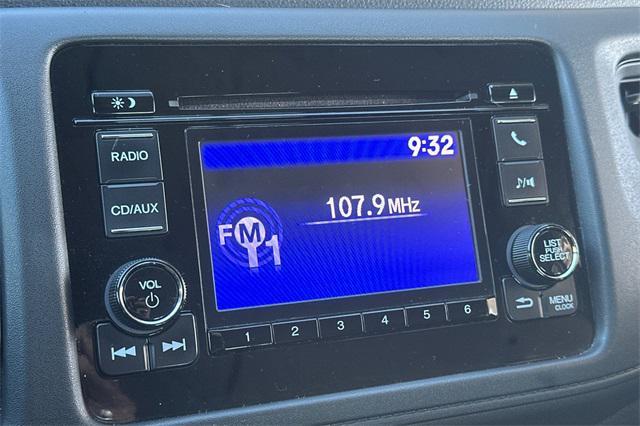 9:32
RADIO
107.9MHz
FM1
CD/AUX
LIST
PUSH
SELECT
VOL
MENU
CLOCK
1 2 3 4 5 6